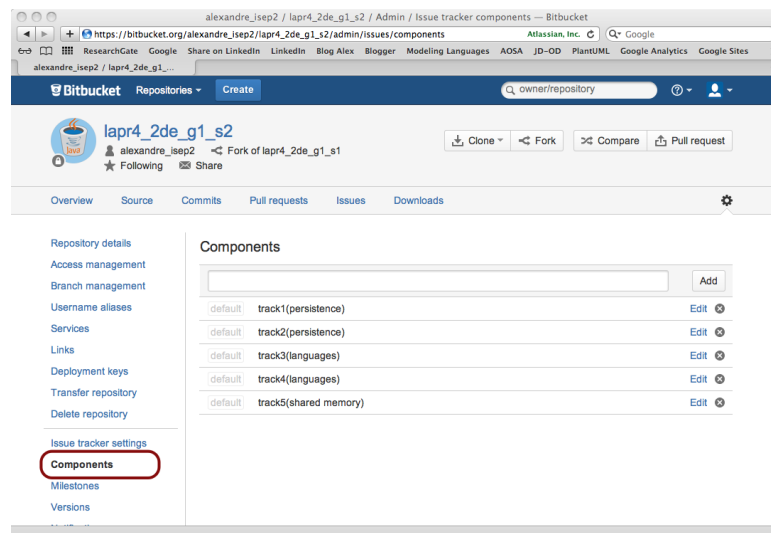 alexandre_isep2 / lapr4_2de_g1_s2 / Admin / Issue tracker components — Bitbucket
https://bitbucket.org/alexandre_isep2/lapr4_2de_g1_s2/admin/issues/components Atlassian, Inc. Google
ResearchGate Google Share on LinkedIn LinkedIn Blog Alex Blogger Modeling Languages AOSA JD-OD PlantUML Google Analytics Google Sites
alexandre_isep2 / lapr4_2de_g1_...
Bitbucket Repositories Create owner/repository
lapr4_2de_g1_s2
alexandre_isep2 Fork of lapr4_2de_g1_s1
Following Share
Clone Fork Compare Pull request
Java
Overview Source Commits Pull requests Issues Downloads
Repository details
Access management
Branch management
Username aliases
Services
Links
Deployment keys
Transfer repository
Delete repository
Issue tracker settings
Components
Milestones
Versions
Components
Add
default track1(persistence) Edit
default track2(persistence) Edit
default track3(languages) Edit
default track4(languages) Edit
default track5(shared memory) Edit